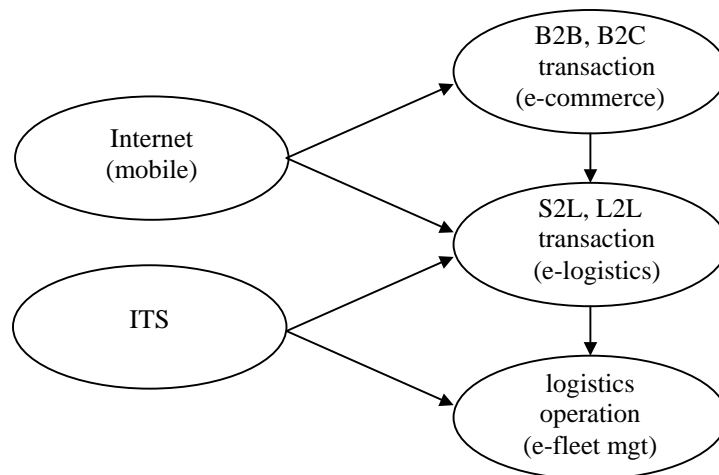 B2B, B2C
transaction
(e-commerce)
Internet
(mobile)
S2L, L2L
transaction
(e-logistics)
ITS
logistics
operation
(e-fleet mgt)